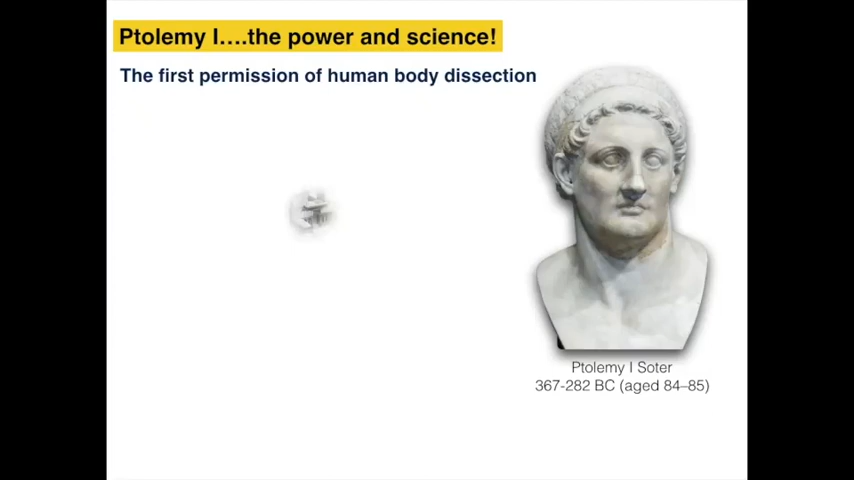 Ptolemy I....the power and science!
The first permission of human body dissection
Ptolemy I Soter
367-282 BC (aged 84–85)